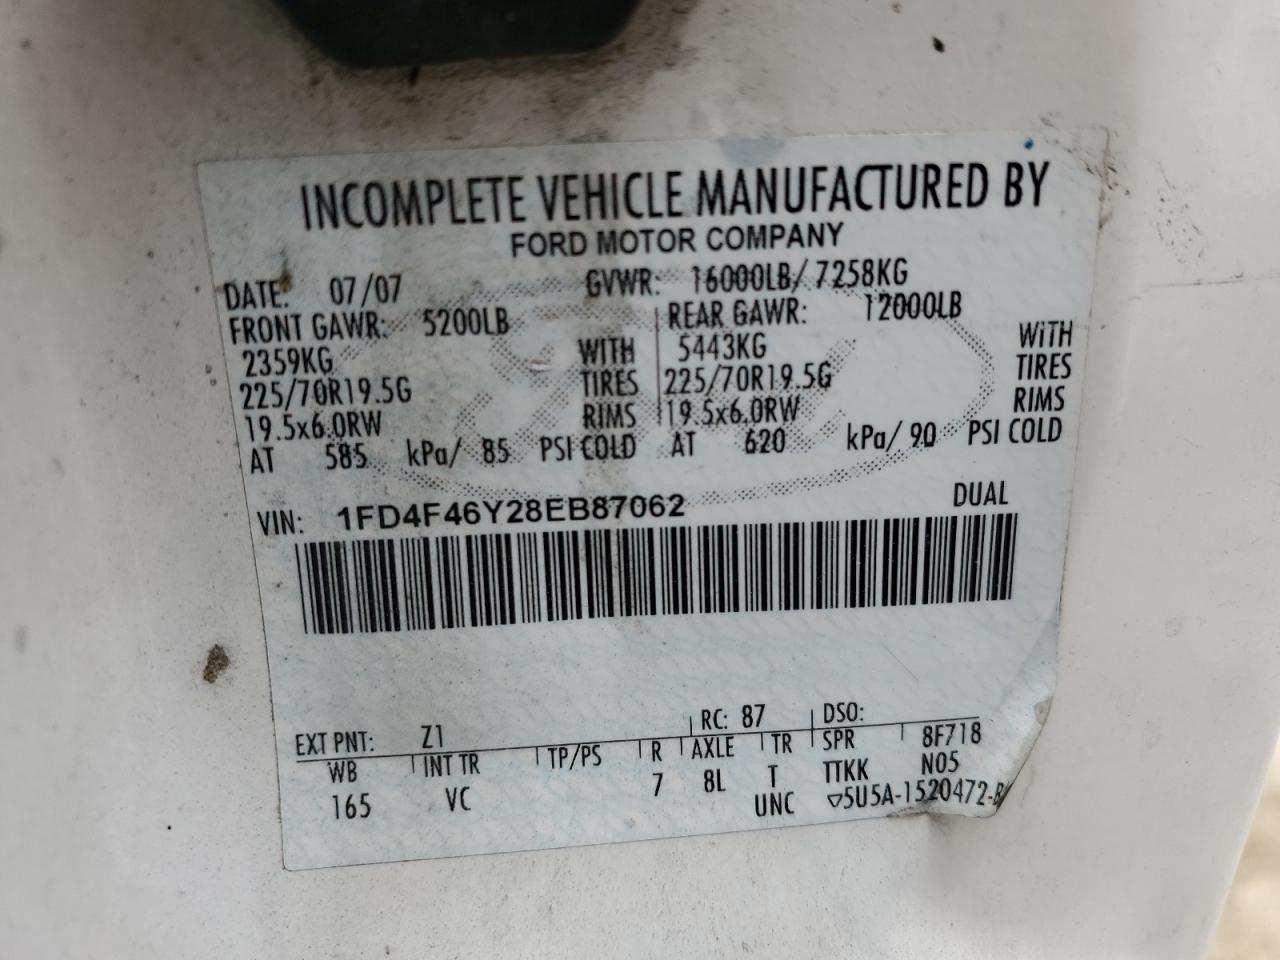 INCOMPLETE VEHICLE MANUFACTURED BY
FORD MOTOR COMPANY
DATE: 07/07 GVWR: 16000LB/ 7258KG
FRONT GAWR: 5200LB REAR GAWR: 12000LB
2359KG WITH 5443KG WITH
225/70R19.5G TIRES 225/70R19.5G TIRES
19.5x6.0RW RIMS 19.5x6.0RW RIMS
AT 585 kPa/ 85 PSI COLD AT 620 kPa/ 90 PSI COLD
VIN: 1FD4F46Y28EB87062 DUAL
EXT PNT: Z1 RC: 87 DSO:
WB INT TR TP/PS R AXLE TR SPR 8F718
165 VC 7 8L T TTKK N05
UNC ▽5U5A-1520472-